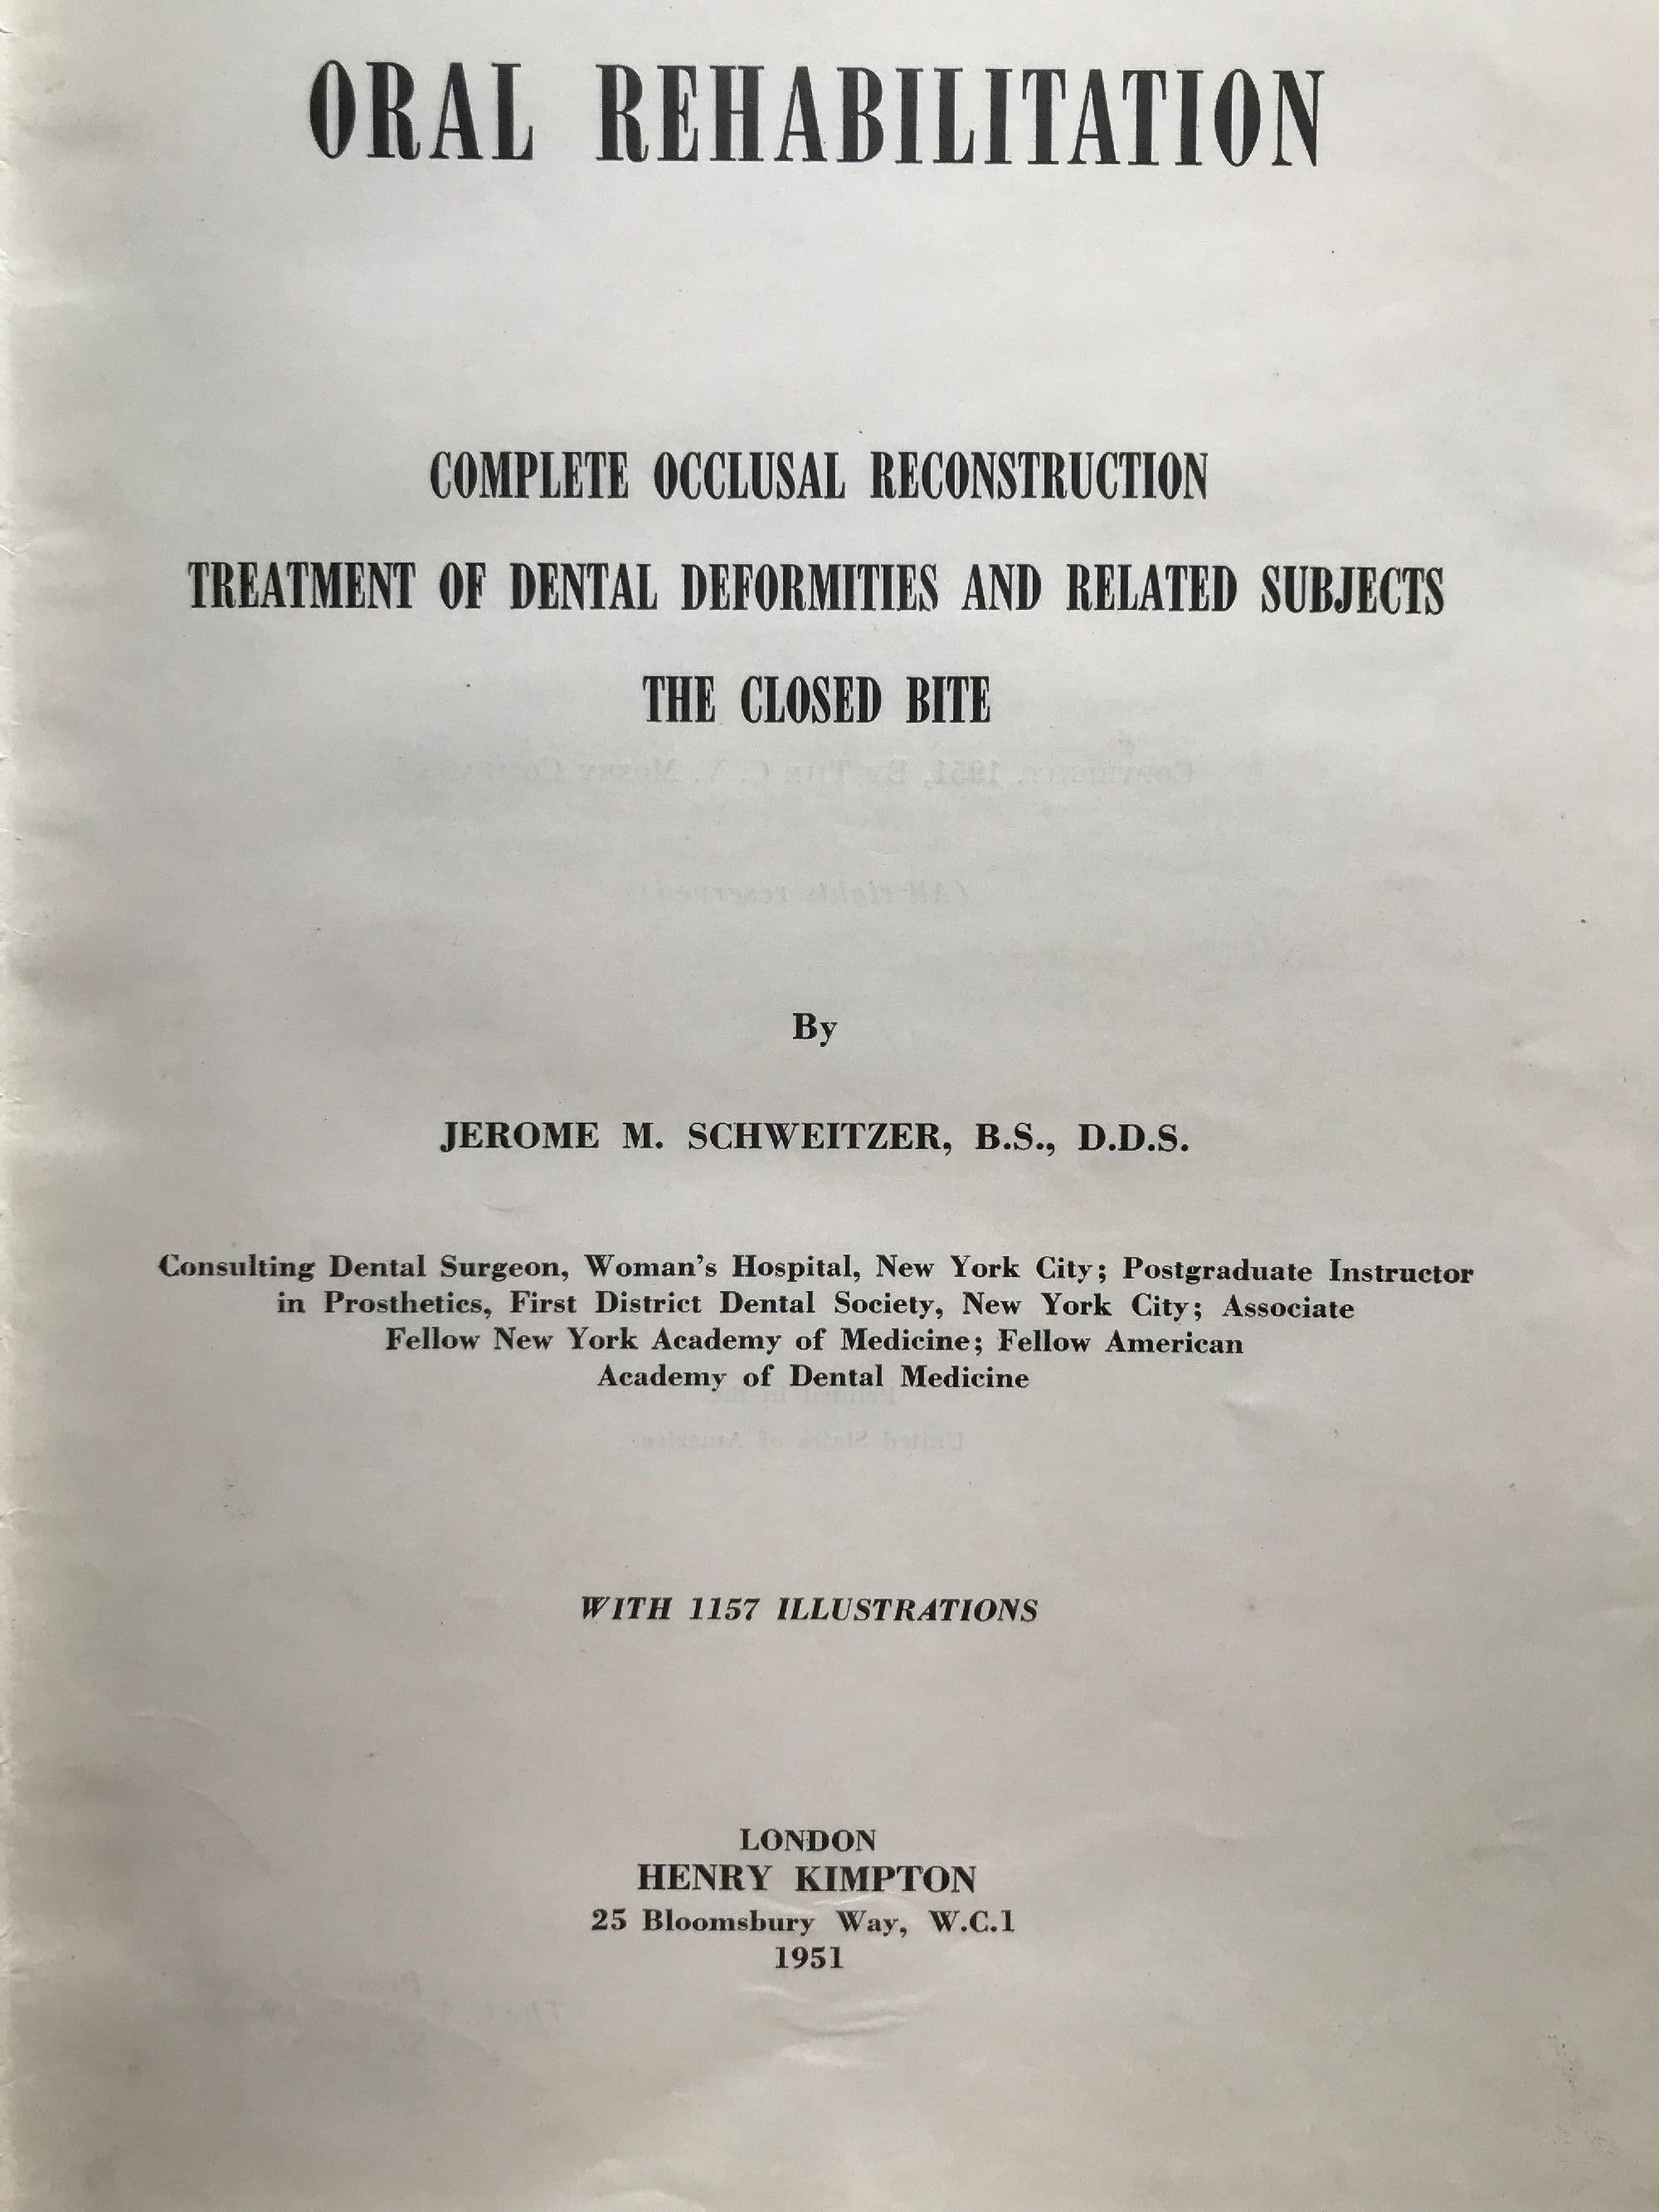 ORAL REHABILITATION
COMPLETE OCCLUSAL RECONSTRUCTION
TREATMENT OF DENTAL DEFORMITIES AND RELATED SUBJECTS
THE CLOSED BITE
By
JEROME M. SCHWEITZER, B.S., D.D.S.
Consulting Dental Surgeon, Woman's Hospital, New York City; Postgraduate Instructor
in Prosthetics, First District Dental Society, New York City; Associate
Fellow New York Academy of Medicine; Fellow American
Academy of Dental Medicine
WITH 1157 ILLUSTRATIONS
LONDON
HENRY KIMPTON
25 Bloomsbury Way, W.C.1
1951